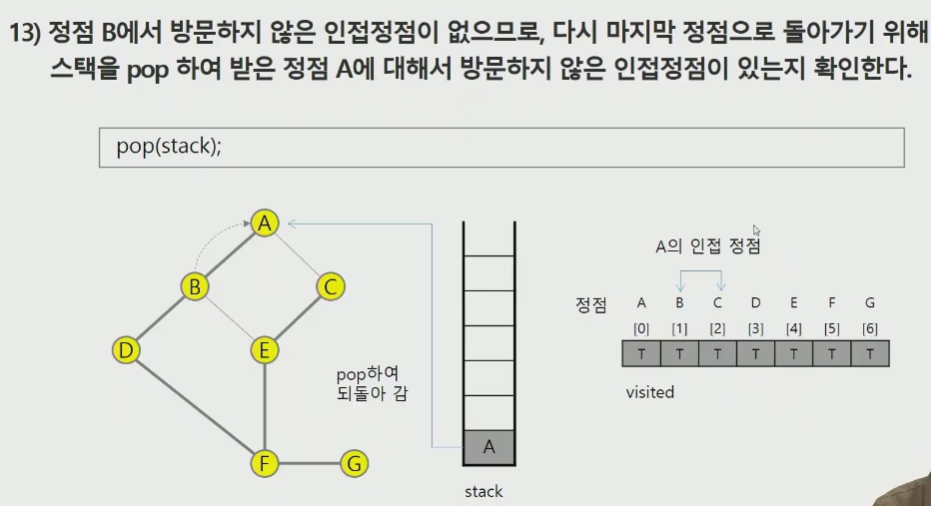 13) 정점 B에서 방문하지 않은 인접정점이 없으므로, 다시 마지막 정점으로 돌아가기 위해
스택을 pop 하여 받은 정점 A에 대해서 방문하지 않은 인접정점이 있는지 확인한다.
pop(stack);
A
B
C
D
E
F
G
pop하여
되돌아 감
A
stack
A의 인접 정점
정점 A B C D E F G
[0] [1] [2] [3] [4] [5] [6]
T T T T T T T
visited